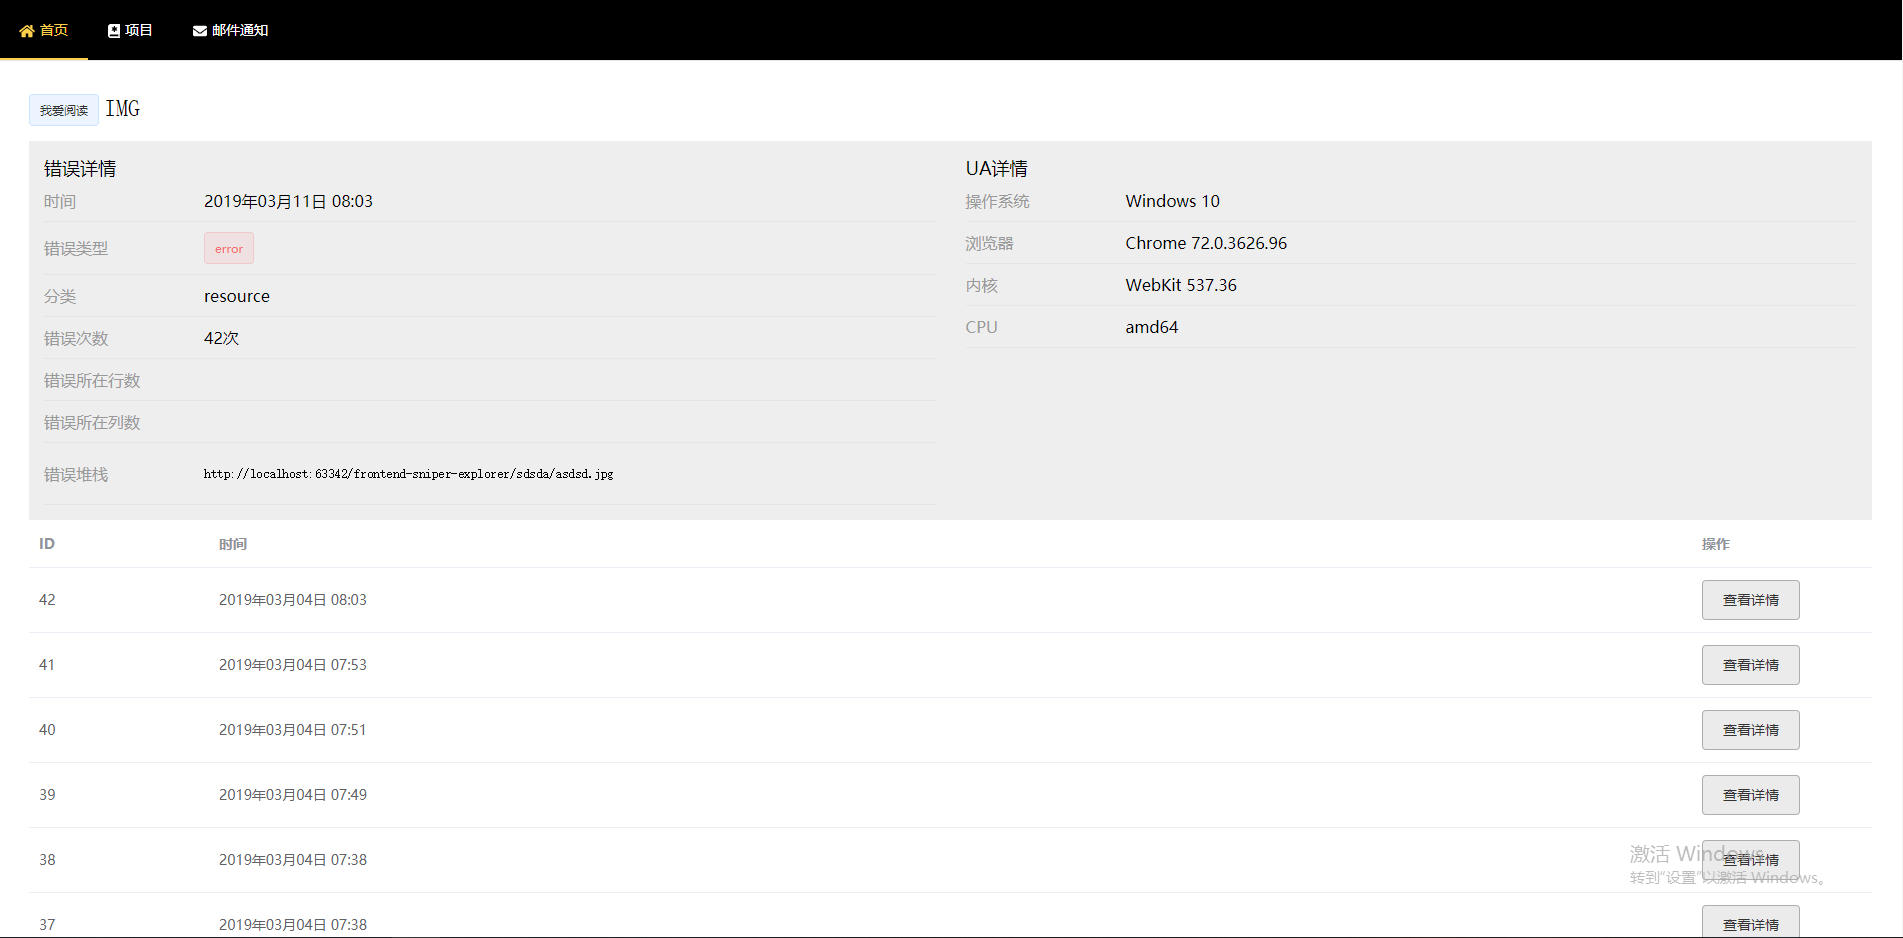 首页 项目 邮件通知
我爱阅读 IMG
错误详情
时间 2019年03月11日 08:03
错误类型 error
分类 resource
错误次数 42次
错误所在行数
错误所在列数
错误堆栈 http://localhost:63342/frontend-sniper-explorer/sdsda/asdsd.jpg
UA详情
操作系统 Windows 10
浏览器 Chrome 72.0.3626.96
内核 WebKit 537.36
CPU amd64
ID 时间 操作
42 2019年03月04日 08:03 查看详情
41 2019年03月04日 07:53 查看详情
40 2019年03月04日 07:51 查看详情
39 2019年03月04日 07:49 查看详情
38 2019年03月04日 07:38 查看详情
37 2019年03月04日 07:38 查看详情
激活 Windows
转到"设置"以激活 Windows。